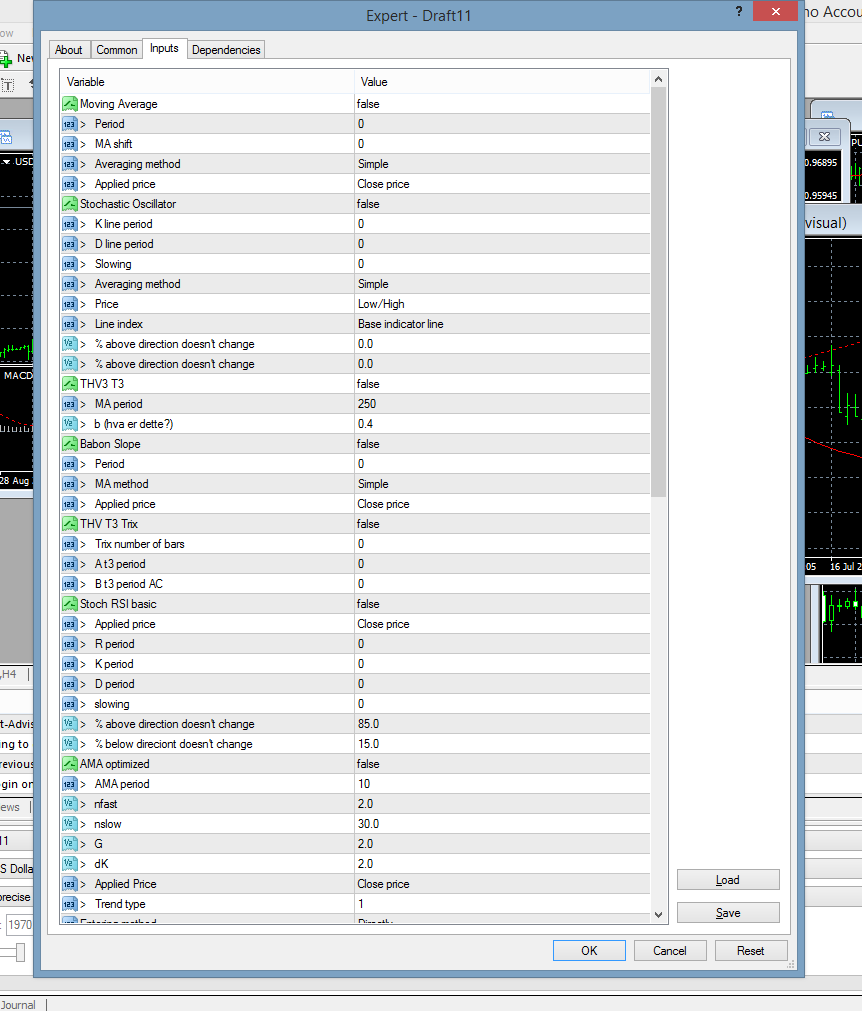 Expert - Draft11
?
no Accou
ow
New
About Common Inputs Dependencies
Variable Value
Moving Average false
> Period 0
> MA shift 0
> Averaging method Simple
> Applied price Close price
Stochastic Oscillator false
> K line period 0
> D line period 0
> Slowing 0
> Averaging method Simple
> Price Low/High
> Line index Base indicator line
> % above direction doesn't change 0.0
> % above direction doesn't change 0.0
THV3 T3 false
> MA period 250
> b (hva er dette?) 0.4
Babon Slope false
> Period 0
> MA method Simple
> Applied price Close price
THV T3 Trix false
> Trix number of bars 0
> A t3 period 0
> B t3 period AC 0
Stoch RSI basic false
> Applied price Close price
> R period 0
> K period 0
> D period 0
> slowing 0
> % above direction doesn't change 85.0
> % below direciont doesn't change 15.0
AMA optimized false
> AMA period 10
> nfast 2.0
> nslow 30.0
> G 2.0
> dK 2.0
> Applied Price Close price
> Trend type 1
Entering method Directly
Load
Save
OK Cancel Reset
USD
MACD
28 Aug
,H4
t-Advis
ing to
revious
gin on
ews
11
S Dolla
precise
1970
Journal
0.96895
0.95945
visual)
05 16 Jul 2